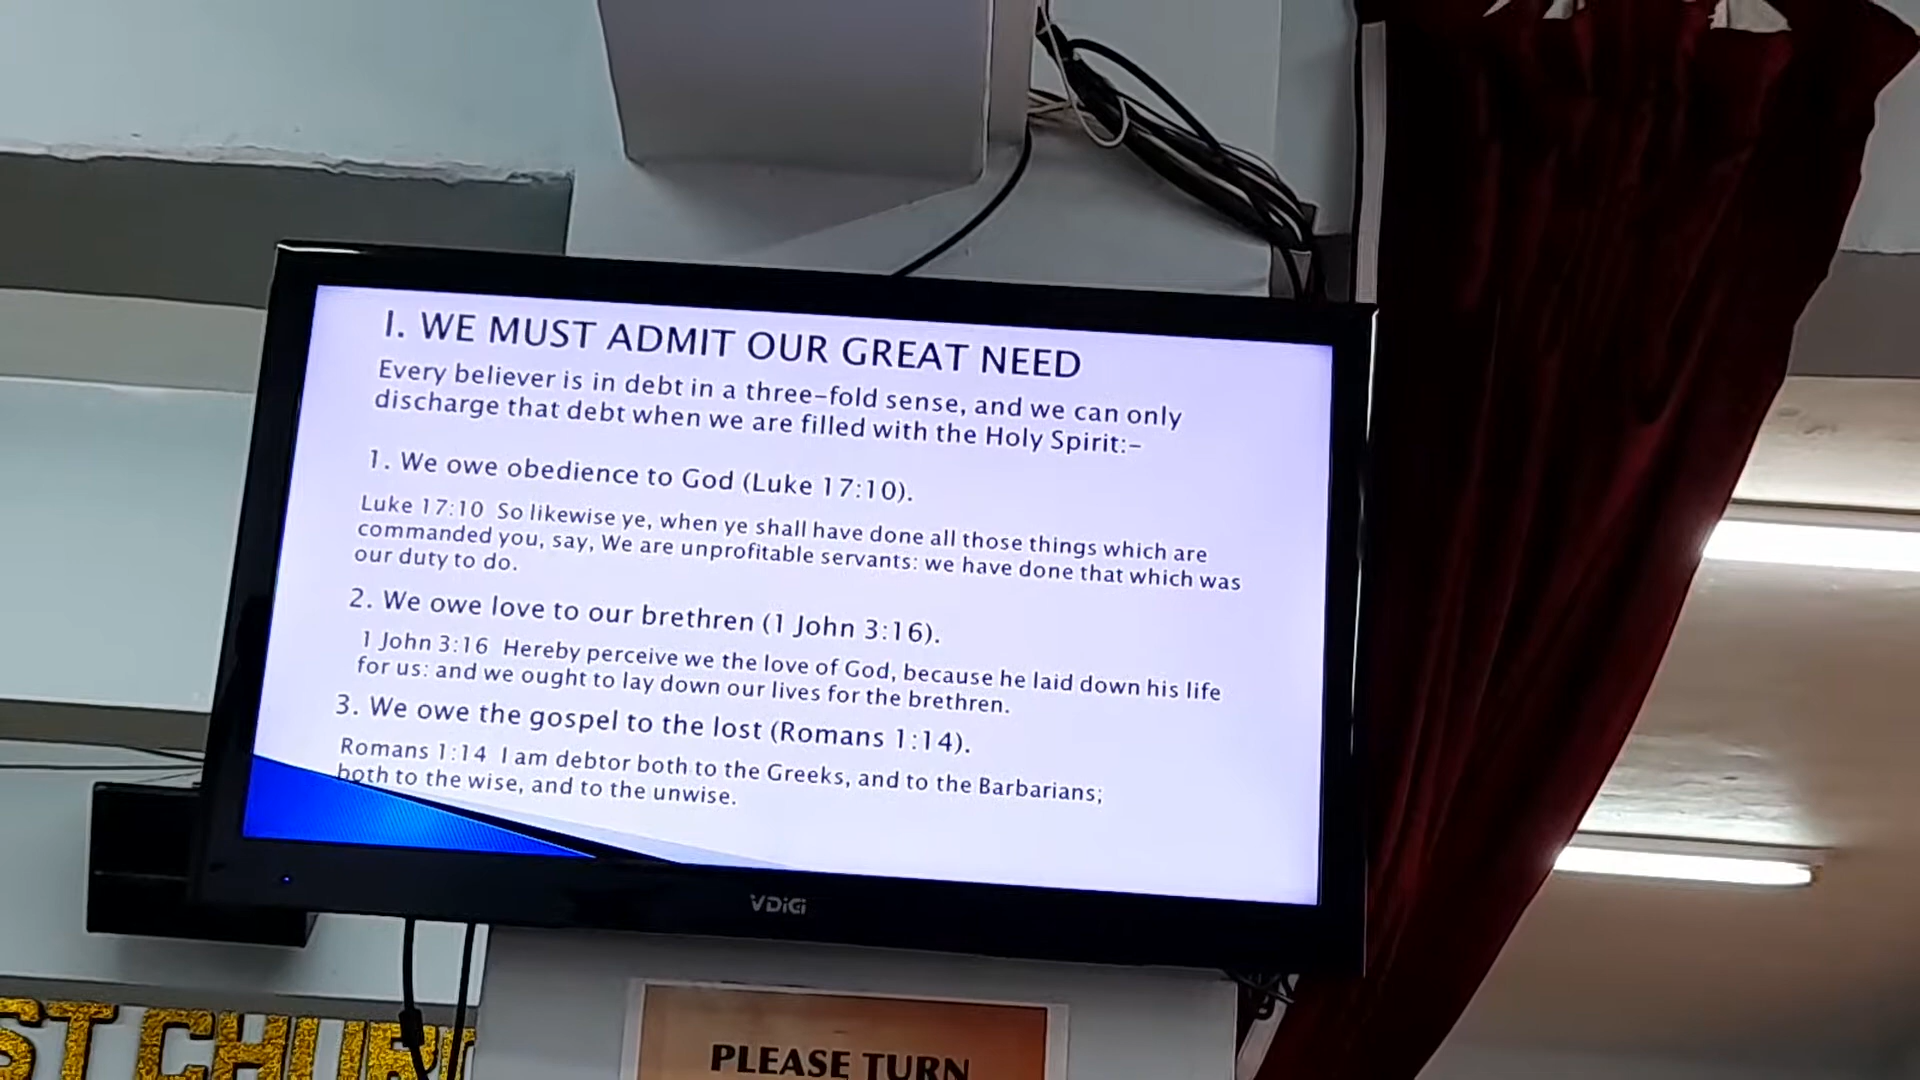 I. WE MUST ADMIT OUR GREAT NEED
Every believer is in debt in a three-fold sense, and we can only
discharge that debt when we are filled with the Holy Spirit:-
1. We owe obedience to God (Luke 17:10).
Luke 17:10 So likewise ye, when ye shall have done all those things which are
commanded you, say, We are unprofitable servants: we have done that which was
our duty to do.
2. We owe love to our brethren (1 John 3:16).
1 John 3:16 Hereby perceive we the love of God, because he laid down his life
for us: and we ought to lay down our lives for the brethren.
3. We owe the gospel to the lost (Romans 1:14).
Romans 1:14 I am debtor both to the Greeks, and to the Barbarians;
both to the wise, and to the unwise.
VDiGi
ST CHUR
PLEASE TURN